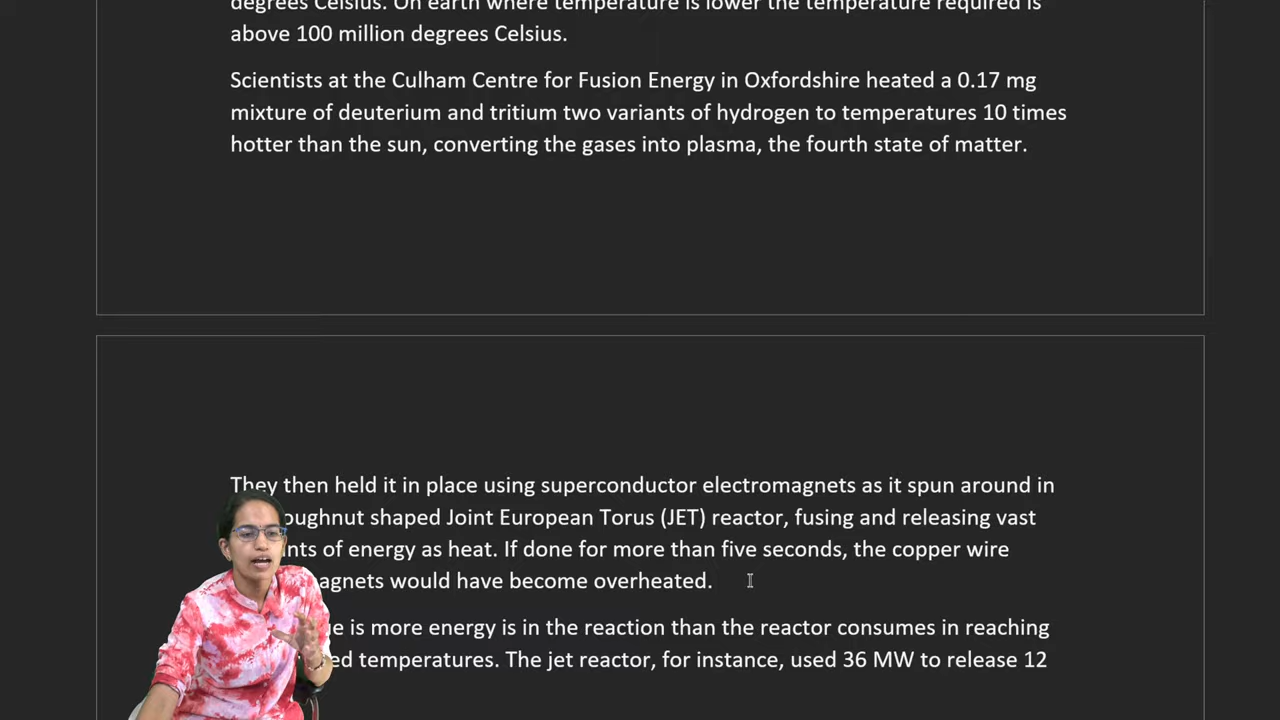 degrees Celsius. On earth where temperature is lower the temperature required is
above 100 million degrees Celsius.
Scientists at the Culham Centre for Fusion Energy in Oxfordshire heated a 0.17 mg
mixture of deuterium and tritium two variants of hydrogen to temperatures 10 times
hotter than the sun, converting the gases into plasma, the fourth state of matter.
They then held it in place using superconductor electromagnets as it spun around in
shaped Joint European Torus (JET) reactor, fusing and releasing vast
of energy as heat. If done for more than five seconds, the copper wire
would have become overheated.
is more energy is in the reaction than the reactor consumes in reaching
temperatures. The jet reactor, for instance, used 36 MW to release 12